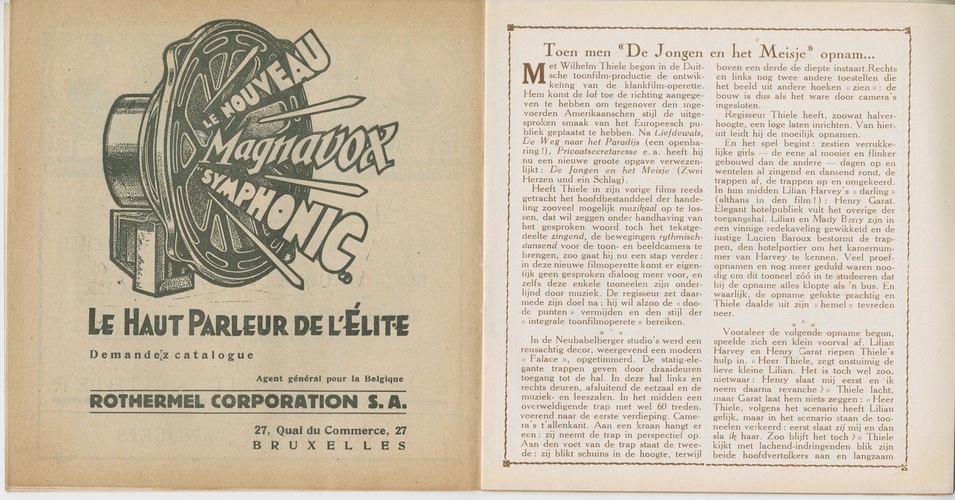 LE NOUVEAU
Magnavox
SYMPHONIC
LE HAUT PARLEUR DE L'ÉLITE
Demandez catalogue
Agent général pour la Belgique
ROTHERMEL CORPORATION S. A.
27, Quai du Commerce, 27
BRUXELLES
Toen men "De Jongen en het Meisje" opnam...
Met Wilhelm Thiele begon in de Duit-
sche toonfilm-productie de ontwik-
keling van de klankfilm-operette.
Hem komt de lof toe de richting aangege-
ven te hebben om tegenover den inge-
voerden Amerikaanschen stijl de uitge-
sproken smaak van het Europeesch pu-
bliek geplaatst te hebben. Na Liefdewals,
De Weg naar het Paradijs (een openba-
ring !), Privaatsecretaresse e. a. heeft hij
nu een nieuwe groote opgave verwezen-
lijkt : De Jongen en het Meisje (Zwei
Herzen und ein Schlag).
Heeft Thiele in zijn vorige films reeds
getracht het hoofdbestanddeel der hande-
ling zooveel mogelijk muzikaal op te los-
sen, dat wil zeggen onder handhaving van
het gesproken woord toch het tekstge-
deelte zingend, de bewegingen rythmisch-
dansend voor de toon- en beeldcamera te
brengen, zoo gaat hij nu een stap verder :
in deze nieuwe filmoperette komt er eigen-
lijk geen gesproken dialoog meer voor, en
zelfs deze enkele tooneelen zijn onder-
lijnd door muziek. De regisseur zet daar-
mede zijn doel na : hij wil alzoo de « doo-
de punten » vermijden en den stijl der
« integrale toonfilmoperete » bereiken.
* * *
In de Neubabelberger studio's werd een
reusachtig decor, weergevend een modern
« Palace », opgetimmerd. De statig-ele-
gante trappen geven door draaideuren
toegang tot de hal. In deze hal links en
rechts deuren, afsluitend de eetzaal en de
muziek- en leeszalen. In het midden een
overweldigende trap met wel 60 treden,
voerend naar de eerste verdieping. Came-
ra's t'allenkant. Aan een kraan hangt er
een : zij neemt de trap in perspectief op.
Aan den voet van de trap staat de twee-
de : zij blikt schuins in de hoogte, terwijl
boven een derde de diepte instaart. Rechts
en links nog twee andere toestellen die
het beeld uit andere hoeken « zien » : de
bouw is dus als het ware door camera's
ingesloten.
Regisseur Thiele heeft, zoowat halver-
hoogte, een loge laten inrichten. Van hier-
uit leidt hij de moeilijk opnamen.
En het spel begint : zestien verrukke-
lijke girls — de eene al mooier en flinker
gebouwd dan de andere — dagen op en
wentelen al zingend en dansend rond, de
trappen af, de trappen op en omgekeerd.
In hun midden Lilian Harvey's « darling »
(althans in den film !) : Henry Garat.
Elegant hotelpubliek vult het overige der
toegangshal. Lilian en Mady Berry zijn in
een vinnige redekaveling gewikkeld en de
lustige Lucien Baroux bestormt de trap-
pen, den hotelportier om het kamernum-
mer van Harvey te kennen. Veel proef-
opnamen en nog meer geduld waren noo-
dig om dit tooneel zóó in te studeeren dat
bij de opname alles klopte als 'n bus. En
waarlijk, de opname gelukte prachtig en
Thiele daalde uit zijn « hemel » tevreden
neer.
* * *
Vooraleer de volgende opname begon,
speelde zich een klein voorval af. Lilian
Harvey en Henry Garat riepen Thiele's
hulp in. « Heer Thiele, zegt onstuimig de
lieve kleine Lilian. Het is toch wel zoo,
nietwaar : Henry slaat mij eerst en ik
neem daarna revanche ? » Thiele lacht,
maar Garat laat hem niets zeggen : « Heer
Thiele, volgens het scenario heeft Lilian
gelijk, maar in het scenario staan de too-
neelen verkeerd : eerst slaat zij mij en dan
sla ik haar. Zoo blijft het toch ? » Thiele
kijkt met lachend-indringenden blik zijn
beide hoofdvertolkers aan en langzaam